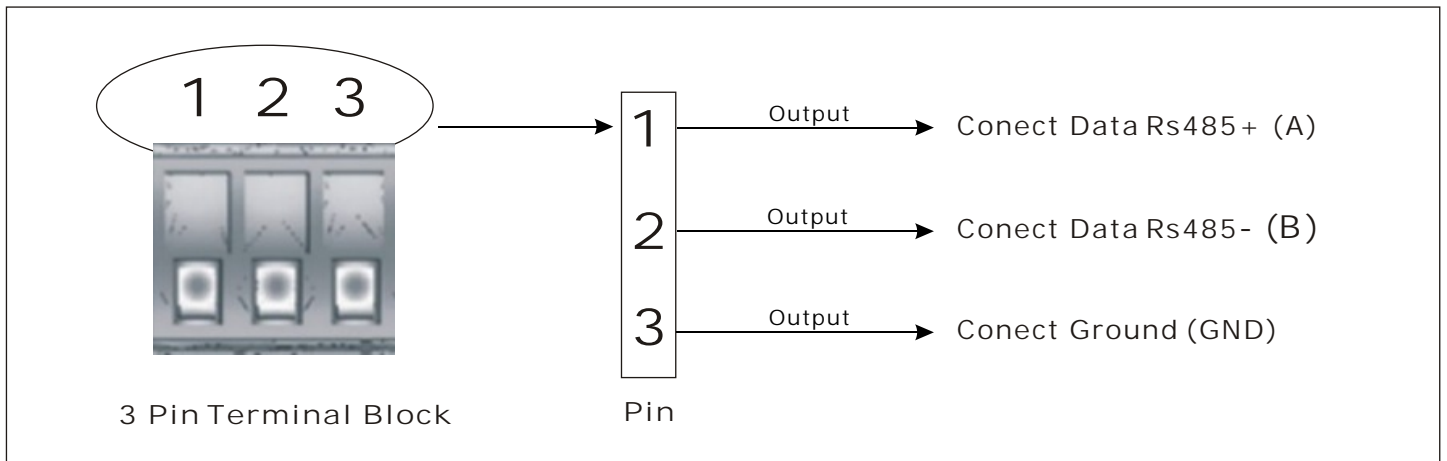 1 2 3
1 Output Conect Data Rs485+ (A)
2 Output Conect Data Rs485- (B)
3 Output Conect Ground (GND)
3 Pin Terminal Block
Pin